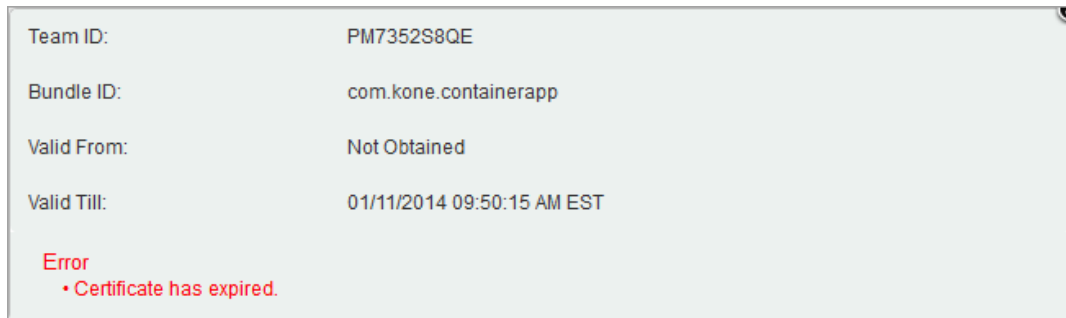 Team ID: PM7352S8QE
Bundle ID: com.kone.containerapp
Valid From: Not Obtained
Valid Till: 01/11/2014 09:50:15 AM EST
Error
• Certificate has expired.